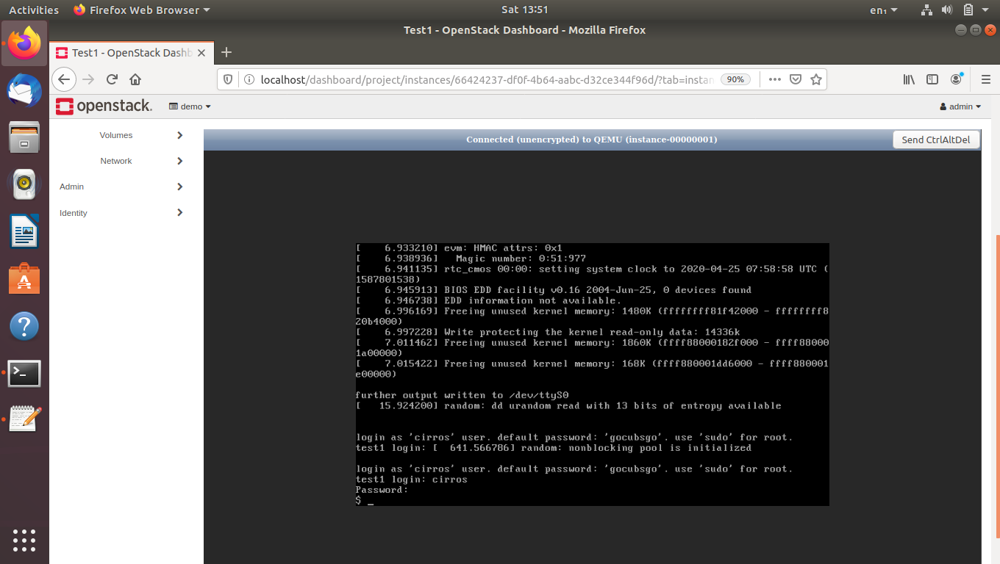 Activities Firefox Web Browser Sat 13:51 en₁
Test1 - OpenStack Dashboard - Mozilla Firefox
Test1 - OpenStack Dashb
localhost/dashboard/project/instances/66424237-df0f-4b64-aabc-d32ce344f96d/?tab=instan 90%
openstack. demo admin
Volumes
Network
Admin
Identity
Connected (unencrypted) to QEMU (instance-00000001) Send CtrlAltDel
[    6.933210] evm: HMAC attrs: 0x1
[    6.938936]   Magic number: 0:51:977
[    6.941135] rtc_cmos 00:00: setting system clock to 2020-04-25 07:58:58 UTC (
1587801538)
[    6.945913] BIOS EDD facility v0.16 2004-Jun-25, 0 devices found
[    6.946738] EDD information not available.
[    6.996169] Freeing unused kernel memory: 1480K (ffffffff81f42000 - ffffffff8
20b4000)
[    6.997228] Write protecting the kernel read-only data: 14336k
[    7.011462] Freeing unused kernel memory: 1860K (ffff88000182f000 - ffff88000
1a00000)
[    7.015422] Freeing unused kernel memory: 168K (ffff880001dd6000 - ffff880001
e00000)
further output written to /dev/ttyS0
[   15.924200] random: dd urandom read with 13 bits of entropy available
login as 'cirros' user. default password: 'gocubsgo'. use 'sudo' for root.
test1 login: [  641.566786] random: nonblocking pool is initialized
login as 'cirros' user. default password: 'gocubsgo'. use 'sudo' for root.
test1 login: cirros
Password:
$ _